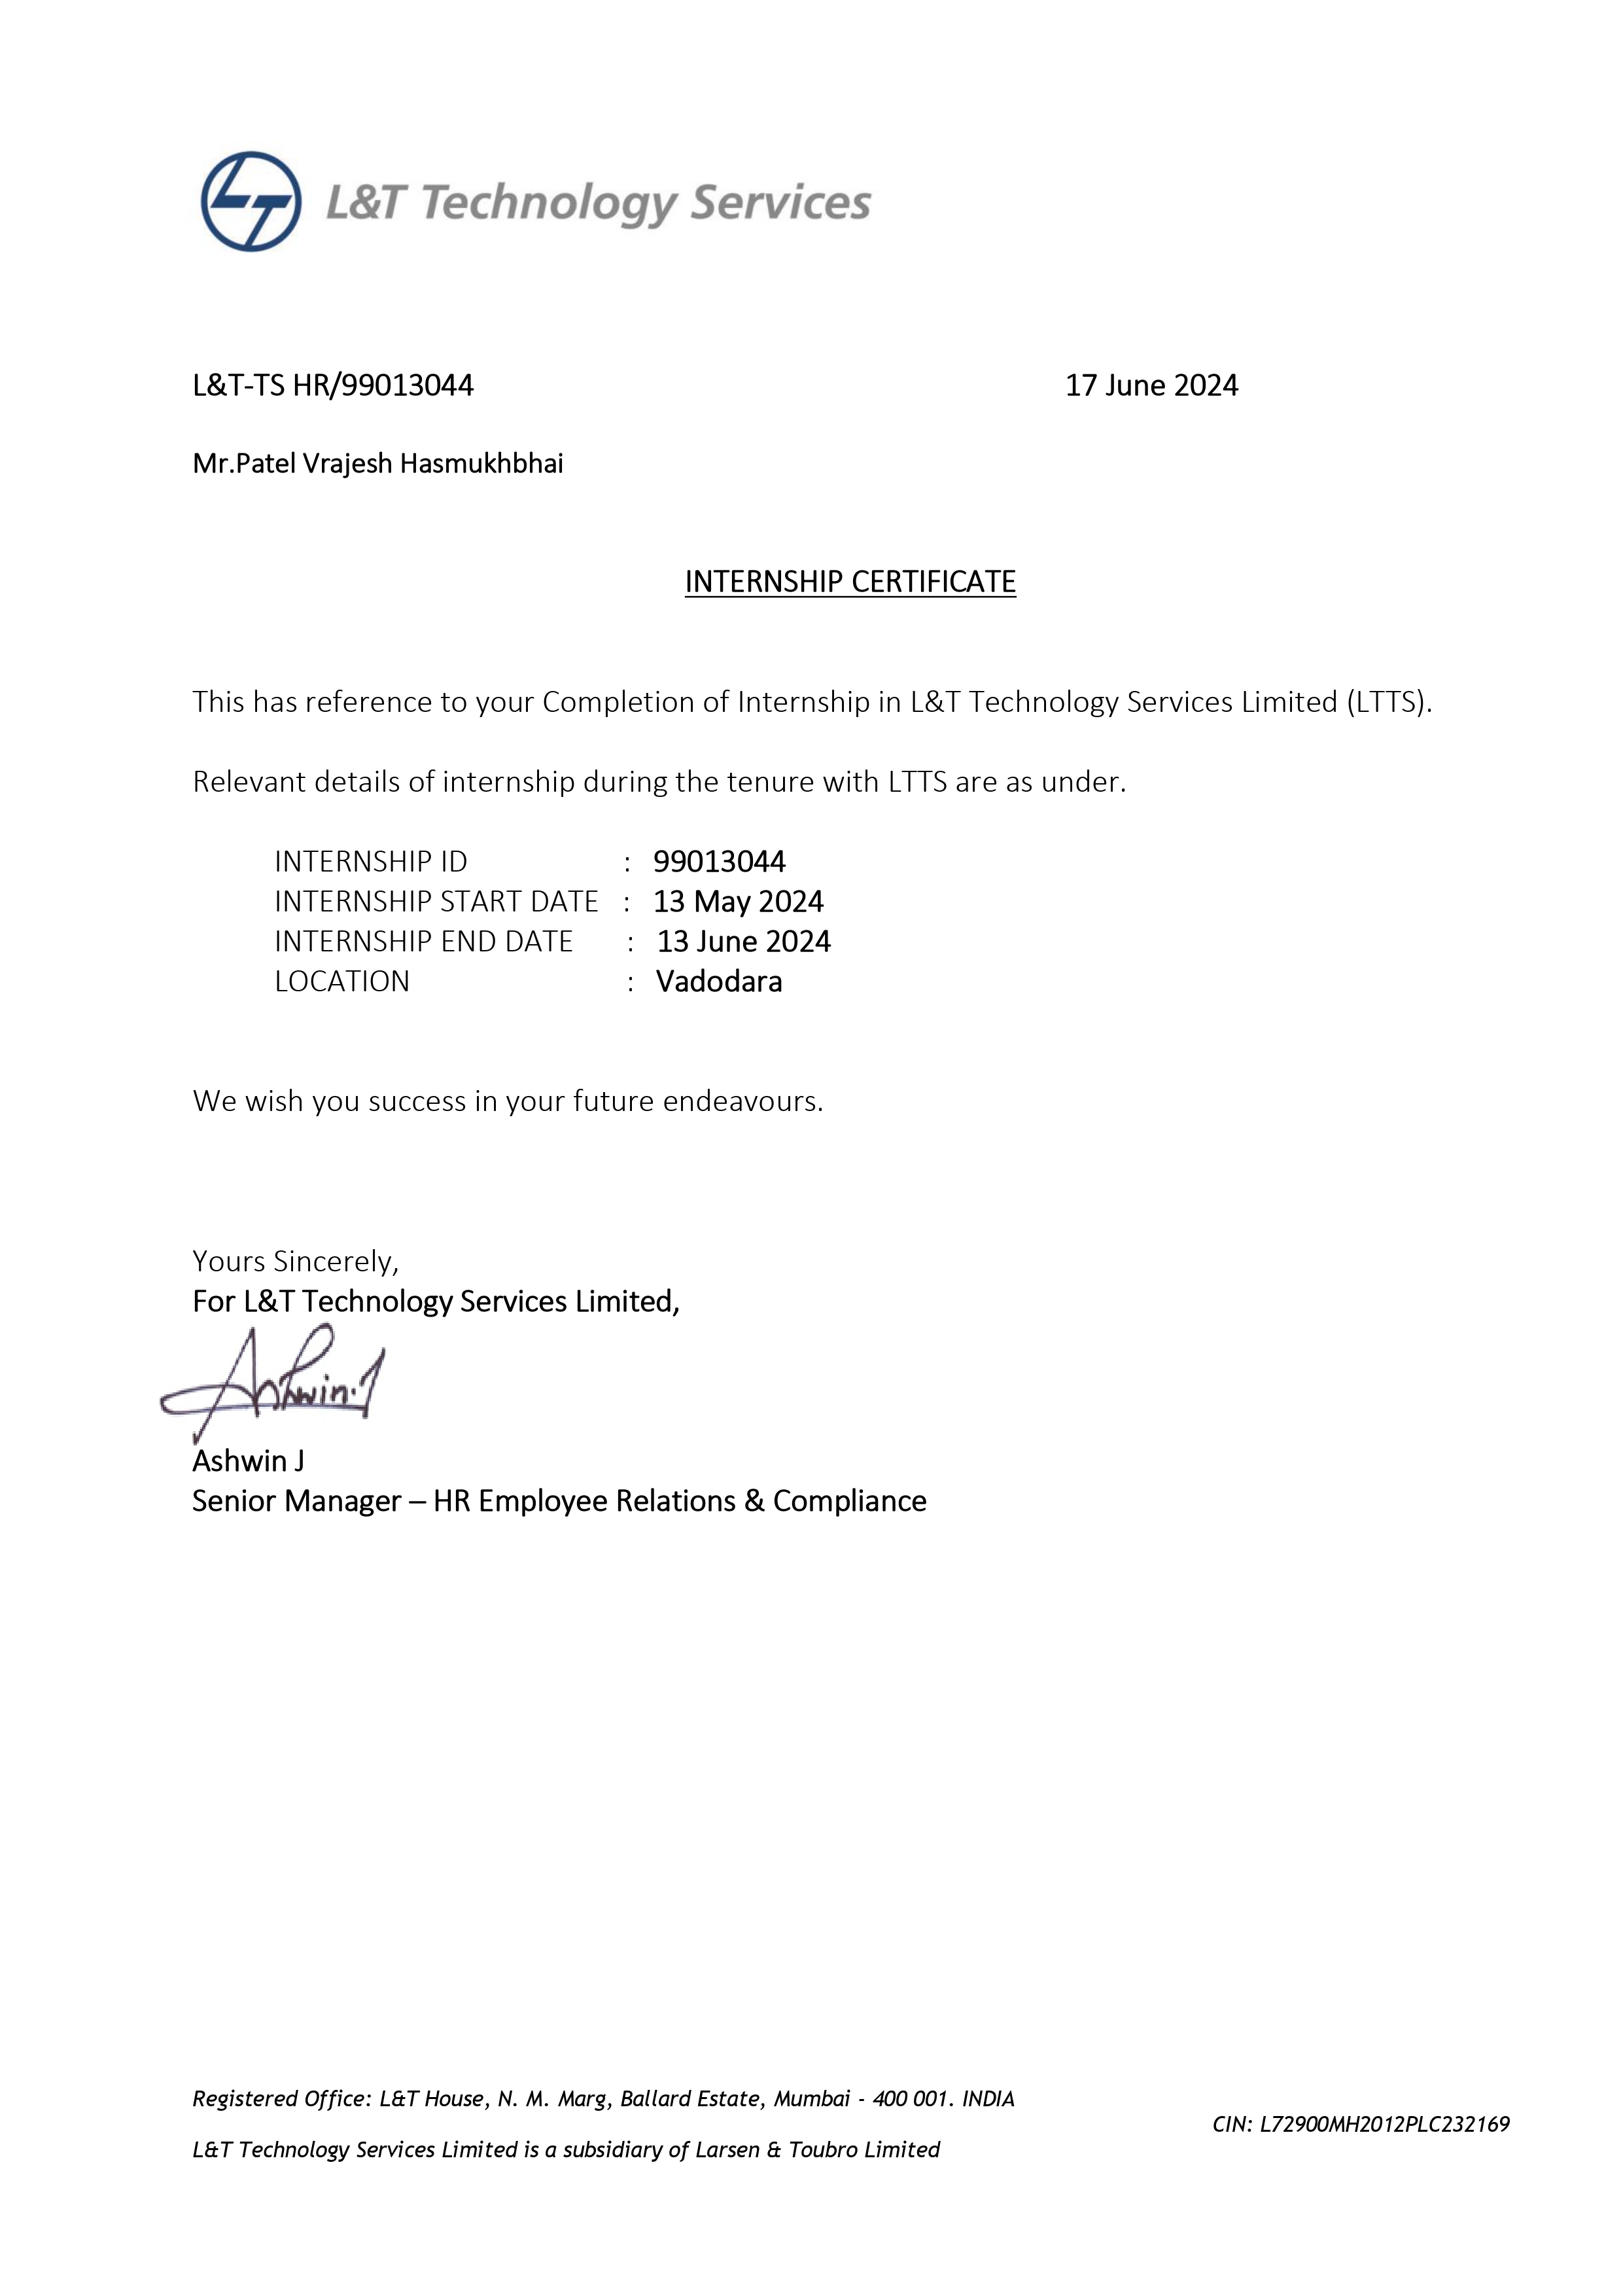 L&T Technology Services
L&T-TS HR/99013044 17 June 2024
Mr.Patel Vrajesh Hasmukhbhai
INTERNSHIP CERTIFICATE
This has reference to your Completion of Internship in L&T Technology Services Limited (LTTS).
Relevant details of internship during the tenure with LTTS are as under.
INTERNSHIP ID : 99013044
INTERNSHIP START DATE : 13 May 2024
INTERNSHIP END DATE : 13 June 2024
LOCATION : Vadodara
We wish you success in your future endeavours.
Yours Sincerely,
For L&T Technology Services Limited,
Ashwin.J
Ashwin J
Senior Manager – HR Employee Relations & Compliance
Registered Office: L&T House, N. M. Marg, Ballard Estate, Mumbai - 400 001. INDIA
CIN: L72900MH2012PLC232169
L&T Technology Services Limited is a subsidiary of Larsen & Toubro Limited